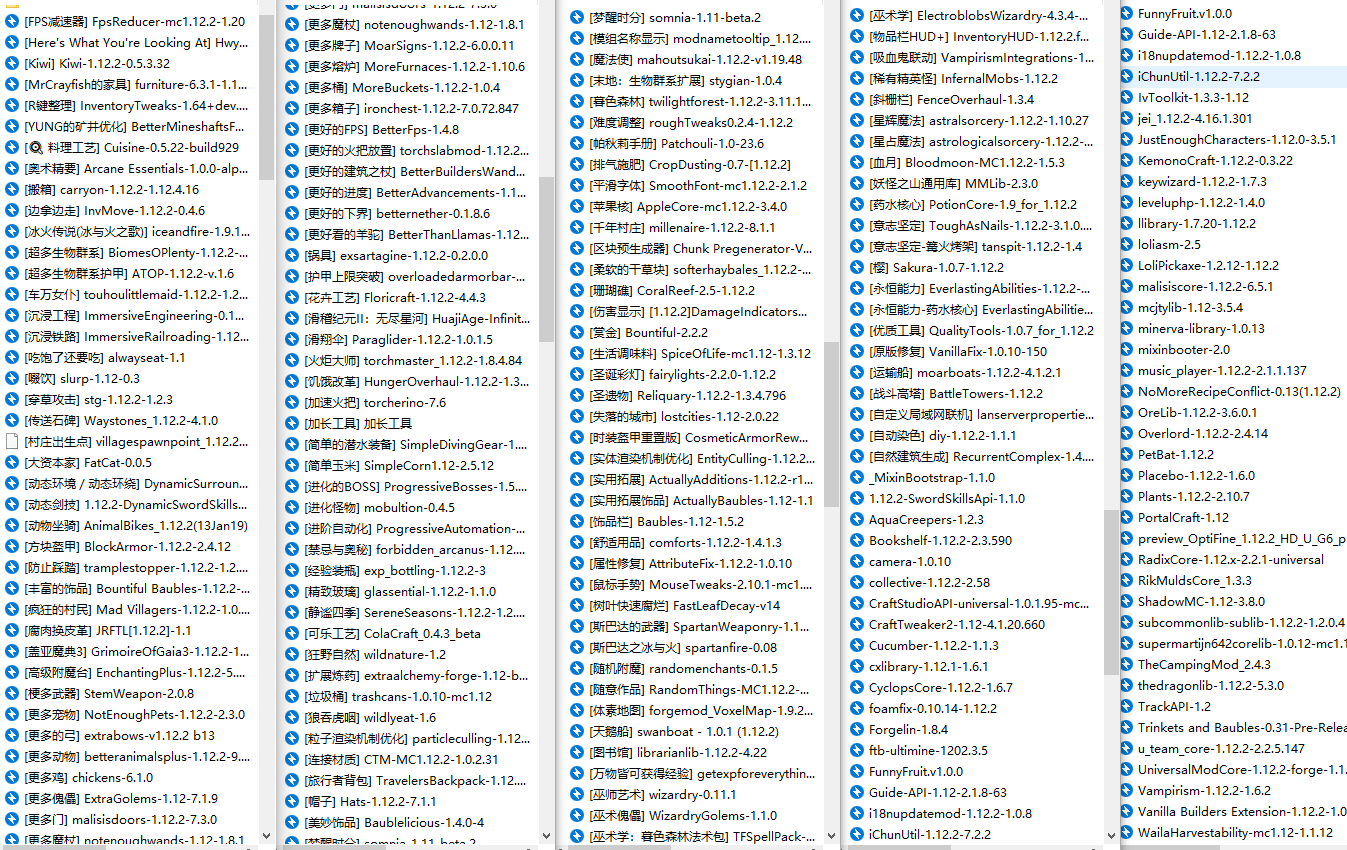 [FPS减速器] FpsReducer-mc1.12.2-1.20
[Here's What You're Looking At] Hwy...
[Kiwi] Kiwi-1.12.2-0.5.3.32
[MrCrayfish的家具] furniture-6.3.1-1.1...
[R键整理] InventoryTweaks-1.64+dev....
[YUNG的矿井优化] BetterMineshaftsF...
[ 料理工艺] Cuisine-0.5.22-build929
[奥术精要] Arcane Essentials-1.0.0-alp...
[搬箱] carryon-1.12.2-1.12.4.16
[边拿边走] InvMove-1.12.2-0.4.6
[冰火传说(冰与火之歌)] iceandfire-1.9.1...
[超多生物群系] BiomesOPlenty-1.12.2-...
[超多生物群系护甲] ATOP-1.12.2-v.1.6
[车万女仆] touhoulittlemaid-1.12.2-1.2...
[沉浸工程] ImmersiveEngineering-0.1...
[沉浸铁路] ImmersiveRailroading-1.12...
[吃饱了还要吃] alwayseat-1.1
[啜饮] slurp-1.12-0.3
[穿草攻击] stg-1.12.2-1.2.3
[传送石碑] Waystones_1.12.2-4.1.0
[村庄出生点] villagespawnpoint_1.12.2...
[大资本家] FatCat-0.0.5
[动态环境 / 动态环绕] DynamicSurroun...
[动态剑技] 1.12.2-DynamicSwordSkills...
[动物坐骑] AnimalBikes_1.12.2(13Jan19)
[方块盔甲] BlockArmor-1.12.2-2.4.12
[防止踩踏] tramplestopper-1.12.2-1.2...
[丰富的饰品] Bountiful Baubles-1.12.2-...
[疯狂的村民] Mad Villagers-1.12.2-1.0....
[腐肉换皮革] JRFTL[1.12.2]-1.1
[盖亚魔典3] GrimoireOfGaia3-1.12.2-1...
[高级附魔台] EnchantingPlus-1.12.2-5....
[梗多武器] StemWeapon-2.0.8
[更多宠物] NotEnoughPets-1.12.2-2.3.0
[更多的弓] extrabows-v1.12.2 b13
[更多动物] betteranimalsplus-1.12.2-9....
[更多鸡] chickens-6.1.0
[更多傀儡] ExtraGolems-1.12-7.1.9
[更多门] malisisdoors-1.12.2-7.3.0
[更多魔杖] notenoughwands-1.12-1.8.1
[更多门] malisisdoors-1.12.2-7.3.0
[更多魔杖] notenoughwands-1.12-1.8.1
[更多牌子] MoarSigns-1.12.2-6.0.0.11
[更多熔炉] MoreFurnaces-1.12.2-1.10.6
[更多桶] MoreBuckets-1.12.2-1.0.4
[更多箱子] ironchest-1.12.2-7.0.72.847
[更好的FPS] BetterFps-1.4.8
[更好的火把放置] torchslabmod-1.12.2...
[更好的建筑之杖] BetterBuildersWand...
[更好的进度] BetterAdvancements-1.1...
[更好的下界] betternether-0.1.8.6
[更好看的羊驼] BetterThanLlamas-1.12...
[锅具] exsartagine-1.12.2-0.2.0.0
[护甲上限突破] overloadedarmorbar-...
[花卉工艺] Floricraft-1.12.2-4.4.3
[滑稽纪元II：无尽星河] HuajiAge-Infinit...
[滑翔伞] Paraglider-1.12.2-1.0.1.5
[火炬大师] torchmaster_1.12.2-1.8.4.84
[饥饿改革] HungerOverhaul-1.12.2-1.3...
[加速火把] torcherino-7.6
[加长工具] 加长工具
[简单的潜水装备] SimpleDivingGear-1....
[简单玉米] SimpleCorn1.12-2.5.12
[进化的BOSS] ProgressiveBosses-1.5....
[进化怪物] mobultion-0.4.5
[进阶自动化] ProgressiveAutomation-...
[禁忌与奥秘] forbidden_arcanus-1.12....
[经验装瓶] exp_bottling-1.12.2-3
[精致玻璃] glassential-1.12.2-1.1.0
[静谧四季] SereneSeasons-1.12.2-1.2....
[可乐工艺] ColaCraft_0.4.3_beta
[狂野自然] wildnature-1.2
[扩展炼药] extraalchemy-forge-1.12-b...
[垃圾桶] trashcans-1.0.10-mc1.12
[狼吞虎咽] wildlyeat-1.6
[粒子渲染机制优化] particleculling-1.12...
[连接材质] CTM-MC1.12.2-1.0.2.31
[旅行者背包] TravelersBackpack-1.12....
[帽子] Hats-1.12.2-7.1.1
[美妙饰品] Baublelicious-1.4.0-4
[梦醒时分] somnia-1.11-beta.2
[梦醒时分] somnia-1.11-beta.2
[模组名称显示] modnametooltip_1.12....
[魔法使] mahoutsukai-1.12.2-v1.19.48
[末地：生物群系扩展] stygian-1.0.4
[暮色森林] twilightforest-1.12.2-3.11.1...
[难度调整] roughTweaks0.2.4-1.12.2
[帕秋莉手册] Patchouli-1.0-23.6
[排气施肥] CropDusting-0.7-[1.12.2]
[平滑字体] SmoothFont-mc1.12.2-2.1.2
[苹果核] AppleCore-mc1.12.2-3.4.0
[千年村庄] millenaire-1.12.2-8.1.1
[区块预生成器] Chunk Pregenerator-V...
[柔软的干草块] softerhaybales_1.12.2-...
[珊瑚礁] CoralReef-2.5-1.12.2
[伤害显示] [1.12.2]DamageIndicators...
[赏金] Bountiful-2.2.2
[生活调味料] SpiceOfLife-mc1.12-1.3.12
[圣诞彩灯] fairylights-2.2.0-1.12.2
[圣遗物] Reliquary-1.12.2-1.3.4.796
[失落的城市] lostcities-1.12-2.0.22
[时装盔甲重置版] CosmeticArmorRew...
[实体渲染机制优化] EntityCulling-1.12.2...
[实用拓展] ActuallyAdditions-1.12.2-r1...
[实用拓展饰品] ActuallyBaubles-1.12-1.1
[饰品栏] Baubles-1.12-1.5.2
[舒适用品] comforts-1.12.2-1.4.1.3
[属性修复] AttributeFix-1.12.2-1.0.10
[鼠标手势] MouseTweaks-2.10.1-mc1....
[树叶快速腐烂] FastLeafDecay-v14
[斯巴达的武器] SpartanWeaponry-1.1...
[斯巴达之冰与火] spartanfire-0.08
[随机附魔] randomenchants-0.1.5
[随意作品] RandomThings-MC1.12.2-...
[体素地图] forgemod_VoxelMap-1.9.2...
[天鹅船] swanboat - 1.0.1 (1.12.2)
[图书馆] librarianlib-1.12.2-4.22
[万物皆可获得经验] getexpforeverythin...
[巫师艺术] wizardry-0.11.1
[巫术傀儡] WizardryGolems-1.1.0
[巫术学：暮色森林法术包] TFSpellPack-...
[巫术学] ElectroblobsWizardry-4.3.4-...
[物品栏HUD+] InventoryHUD-1.12.2.f...
[吸血鬼联动] VampirismIntegrations-1...
[稀有精英怪] InfernalMobs-1.12.2
[斜栅栏] FenceOverhaul-1.3.4
[星辉魔法] astralsorcery-1.12.2-1.10.27
[星占魔法] astrologicalsorcery-1.12.2-...
[血月] Bloodmoon-MC1.12.2-1.5.3
[妖怪之山通用库] MMLib-2.3.0
[药水核心] PotionCore-1.9_for_1.12.2
[意志坚定] ToughAsNails-1.12.2-3.1.0....
[意志坚定-篝火烤架] tanspit-1.12.2-1.4
[樱] Sakura-1.0.7-1.12.2
[永恒能力] EverlastingAbilities-1.12.2-...
[永恒能力-药水核心] EverlastingAbilitie...
[优质工具] QualityTools-1.0.7_for_1.12.2
[原版修复] VanillaFix-1.0.10-150
[运输船] moarboats-1.12.2-4.1.2.1
[战斗高塔] BattleTowers-1.12.2
[自定义局域网联机] lanserverpropertie...
[自动染色] diy-1.12.2-1.1.1
[自然建筑生成] RecurrentComplex-1.4....
_MixinBootstrap-1.1.0
1.12.2-SwordSkillsApi-1.1.0
AquaCreepers-1.2.3
Bookshelf-1.12.2-2.3.590
camera-1.0.10
collective-1.12.2-2.58
CraftStudioAPI-universal-1.0.1.95-mc...
CraftTweaker2-1.12-4.1.20.660
Cucumber-1.12.2-1.1.3
cxlibrary-1.12.1-1.6.1
CyclopsCore-1.12.2-1.6.7
foamfix-0.10.14-1.12.2
Forgelin-1.8.4
ftb-ultimine-1202.3.5
FunnyFruit.v1.0.0
Guide-API-1.12-2.1.8-63
i18nupdatemod-1.12.2-1.0.8
iChunUtil-1.12.2-7.2.2
FunnyFruit.v1.0.0
Guide-API-1.12-2.1.8-63
i18nupdatemod-1.12.2-1.0.8
iChunUtil-1.12.2-7.2.2
IvToolkit-1.3.3-1.12
jei_1.12.2-4.16.1.301
JustEnoughCharacters-1.12.0-3.5.1
KemonoCraft-1.12.2-0.3.22
keywizard-1.12.2-1.7.3
leveluphp-1.12.2-1.4.0
llibrary-1.7.20-1.12.2
loliasm-2.5
LoliPickaxe-1.2.12-1.12.2
malisiscore-1.12.2-6.5.1
mcjtylib-1.12-3.5.4
minerva-library-1.0.13
mixinbooter-2.0
music_player-1.12.2-2.1.1.137
NoMoreRecipeConflict-0.13(1.12.2)
OreLib-1.12.2-3.6.0.1
Overlord-1.12.2-2.4.14
PetBat-1.12.2
Placebo-1.12.2-1.6.0
Plants-1.12.2-2.10.7
PortalCraft-1.12
preview_OptiFine_1.12.2_HD_U_G6_p
RadixCore-1.12.x-2.2.1-universal
RikMuldsCore_1.3.3
ShadowMC-1.12-3.8.0
subcommonlib-sublib-1.12.2-1.2.0.4
supermartijn642corelib-1.0.12-mc1.1
TheCampingMod_2.4.3
thedragonlib-1.12.2-5.3.0
TrackAPI-1.2
Trinkets and Baubles-0.31-Pre-Relea
u_team_core-1.12.2-2.2.5.147
UniversalModCore-1.12.2-forge-1.1.
Vampirism-1.12.2-1.6.2
Vanilla Builders Extension-1.12.2-1.0
WailaHarvestability-mc1.12-1.1.12